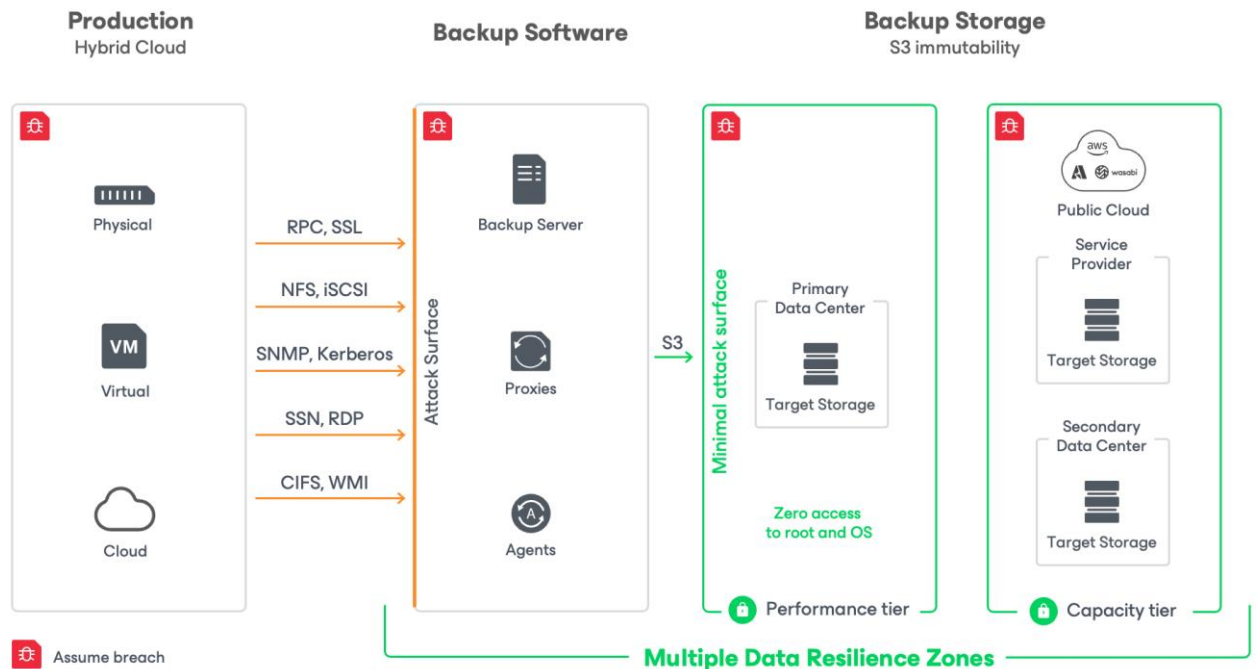 Production
Hybrid Cloud
Backup Software
Backup Storage
S3 immutability
Physical
VM
Virtual
Cloud
RPC, SSL
NFS, iSCSI
SNMP, Kerberos
SSN, RDP
CIFS, WMI
Attack Surface
Backup Server
Proxies
A
Agents
S3
Minimal attack surface
Primary
Data Center
Target Storage
Zero access
to root and OS
Performance tier
aws
wasabi
Public Cloud
Service
Provider
Target Storage
Secondary
Data Center
Target Storage
Capacity tier
Assume breach
Multiple Data Resilience Zones